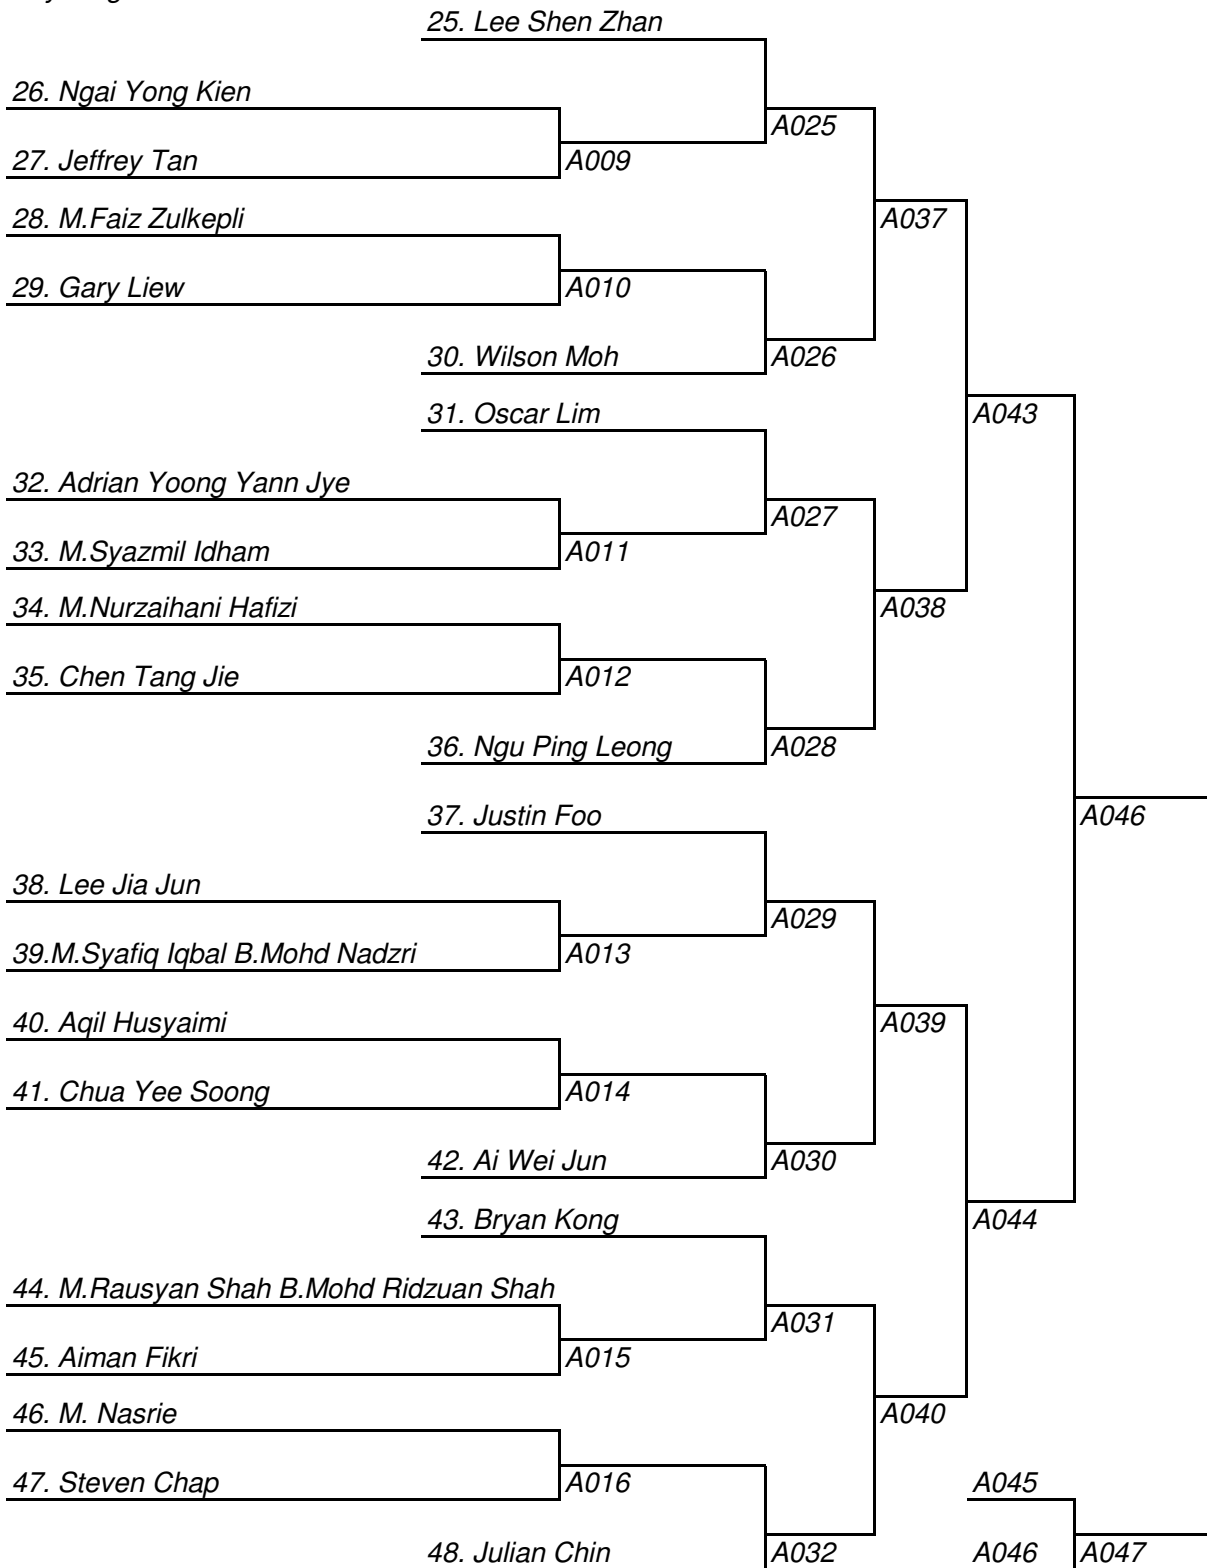 25. Lee Shen Zhan
26. Ngai Yong Kien
A025
27. Jeffrey Tan
A009
28. M.Faiz Zulkepli
A037
29. Gary Liew
A010
30. Wilson Moh
A026
31. Oscar Lim
A043
32. Adrian Yoong Yann Jye
A027
33. M.Syazmil Idham
A011
34. M.Nurzaihani Hafizi
A038
35. Chen Tang Jie
A012
36. Ngu Ping Leong
A028
37. Justin Foo
A046
38. Lee Jia Jun
A029
39.M.Syafiq Iqbal B.Mohd Nadzri
A013
40. Aqil Husyaimi
A039
41. Chua Yee Soong
A014
42. Ai Wei Jun
A030
43. Bryan Kong
A044
44. M.Rausyan Shah B.Mohd Ridzuan Shah
A031
45. Aiman Fikri
A015
46. M. Nasrie
A040
47. Steven Chap
A016
A045
48. Julian Chin
A032
A046
A047